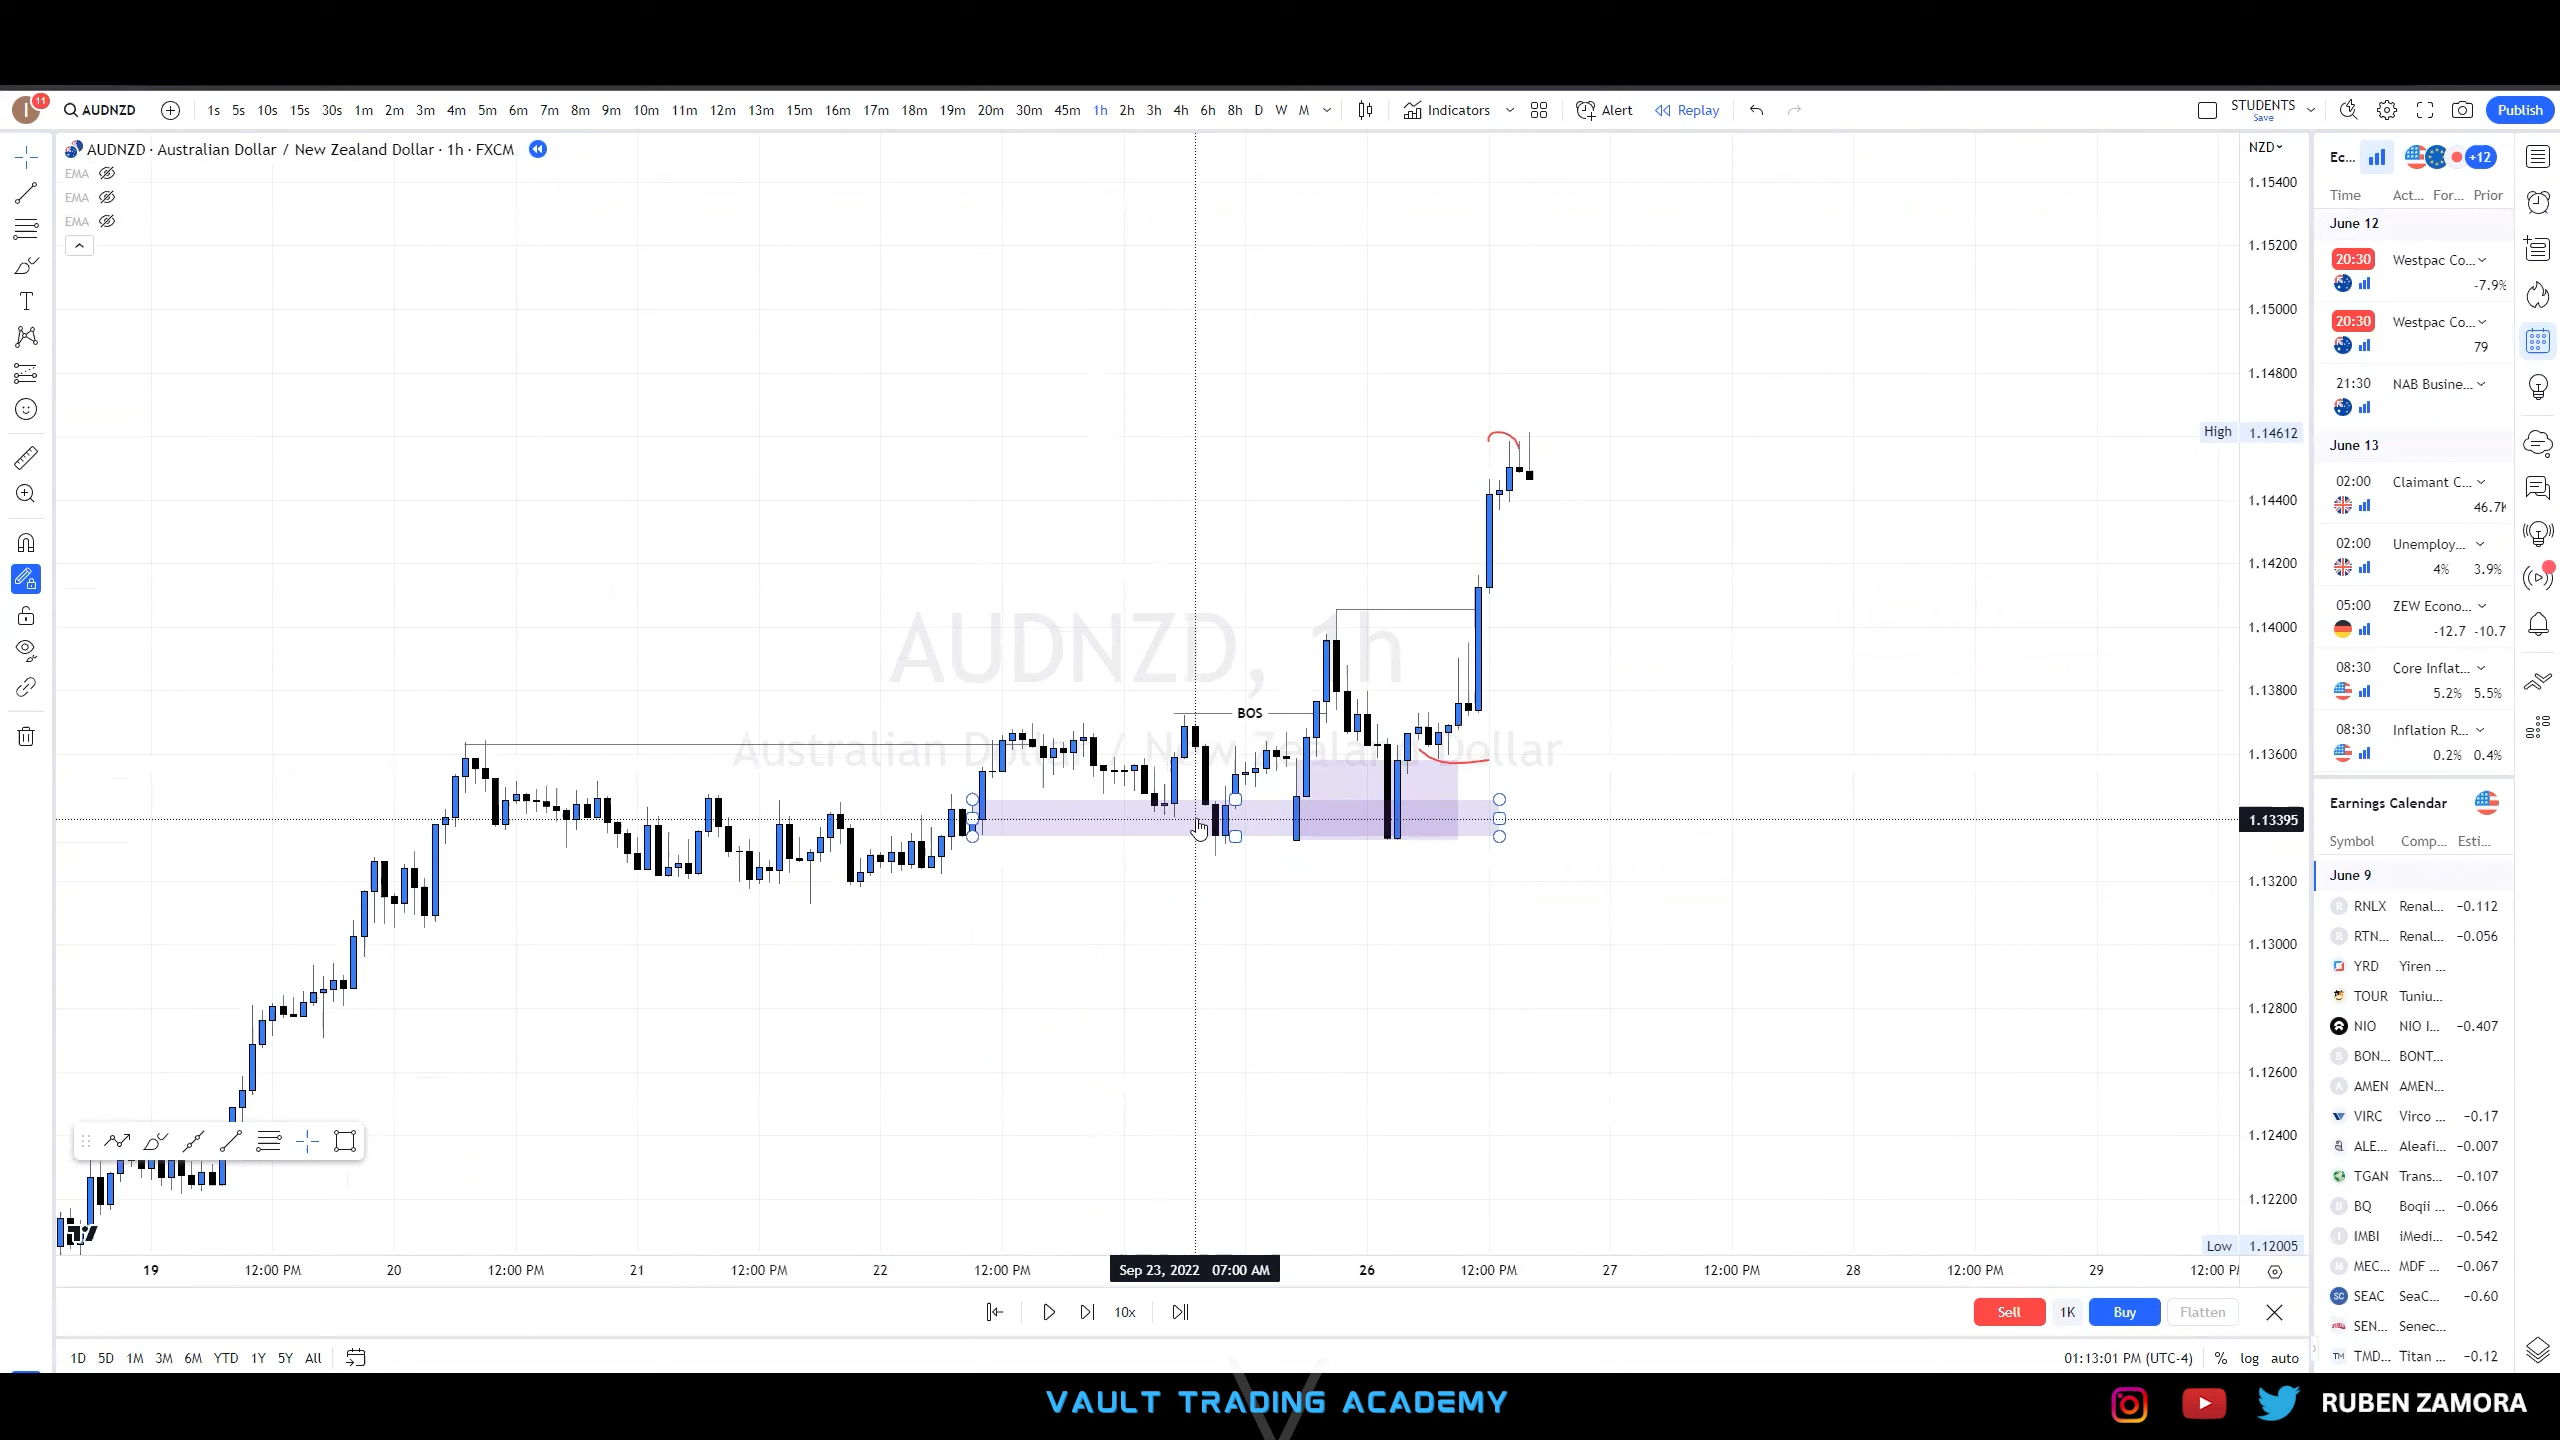 11 AUDNZD 1s 5s 10s 15s 30s 1m 2m 3m 4m 5m 6m 7m 8m 9m 10m 11m 12m 13m 15m 16m 17m 18m 19m 20m 30m 45m 1h 2h 3h 4h 6h 8h D W M Indicators Alert Replay STUDENTS Save Publish
AUDNZD · Australian Dollar / New Zealand Dollar · 1h · FXCM
EMA
EMA
EMA
AUDNZD, 1h
Australian Dollar / New Zealand Dollar
BOS
NZD
1.15400
1.15200
1.15000
1.14800
High 1.14612
1.14400
1.14200
1.14000
1.13800
1.13600
1.13395
1.13200
1.13000
1.12800
1.12600
1.12400
1.12200
Low 1.12005
19 12:00 PM 20 12:00 PM 21 12:00 PM 22 12:00 PM Sep 23, 2022 07:00 AM 26 12:00 PM 27 12:00 PM 28 12:00 PM 29
10x Sell 1K Buy Flatten
1D 5D 1M 3M 6M YTD 1Y 5Y All 01:13:01 PM (UTC-4) % log auto
Ec... +12
Time Act... For... Prior
June 12
20:30 Westpac Co...
-7.9%
20:30 Westpac Co...
79
21:30 NAB Busine...
June 13
02:00 Claimant C...
46.7K
02:00 Unemploy...
4% 3.9%
05:00 ZEW Econo...
-12.7 -10.7
08:30 Core Inflat...
5.2% 5.5%
08:30 Inflation R...
0.2% 0.4%
Earnings Calendar
Symbol Comp... Esti...
June 9
RNLX Renal... −0.112
RTN... Renal... −0.056
YRD Yiren ...
TOUR Tuniu...
NIO NIO I... −0.407
BON... BONT...
AMEN AMEN...
VIRC Virco ... −0.17
ALE... Aleafi... −0.007
TGAN Trans... −0.107
BQ Boqii ... −0.066
IMBI iMedi... −0.542
MEC... MDF ... −0.067
SEAC SeaC... −0.60
SEN... Senec...
TMD... Titan ... −0.12
VAULT TRADING ACADEMY
RUBEN ZAMORA